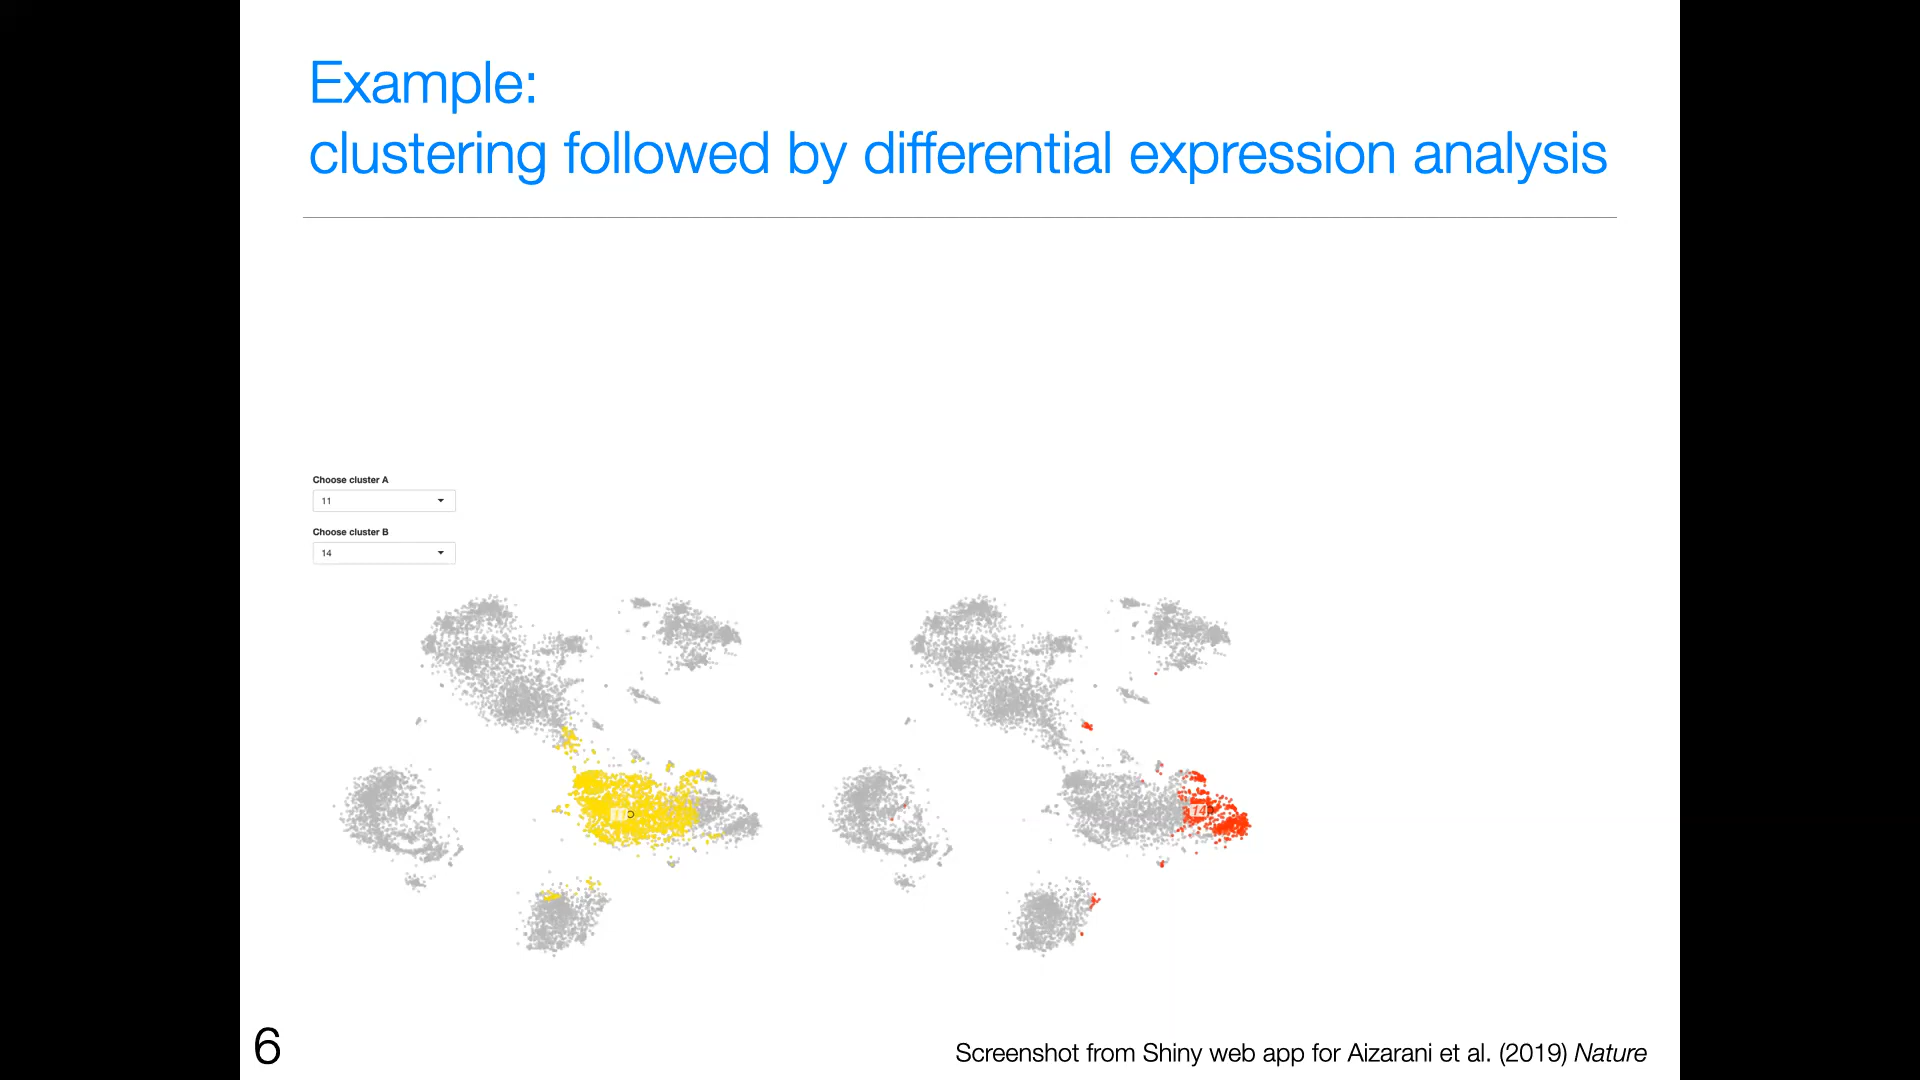 Example:
clustering followed by differential expression analysis
Choose cluster A
11
Choose cluster B
14
11
14
6
Screenshot from Shiny web app for Aizarani et al. (2019) Nature